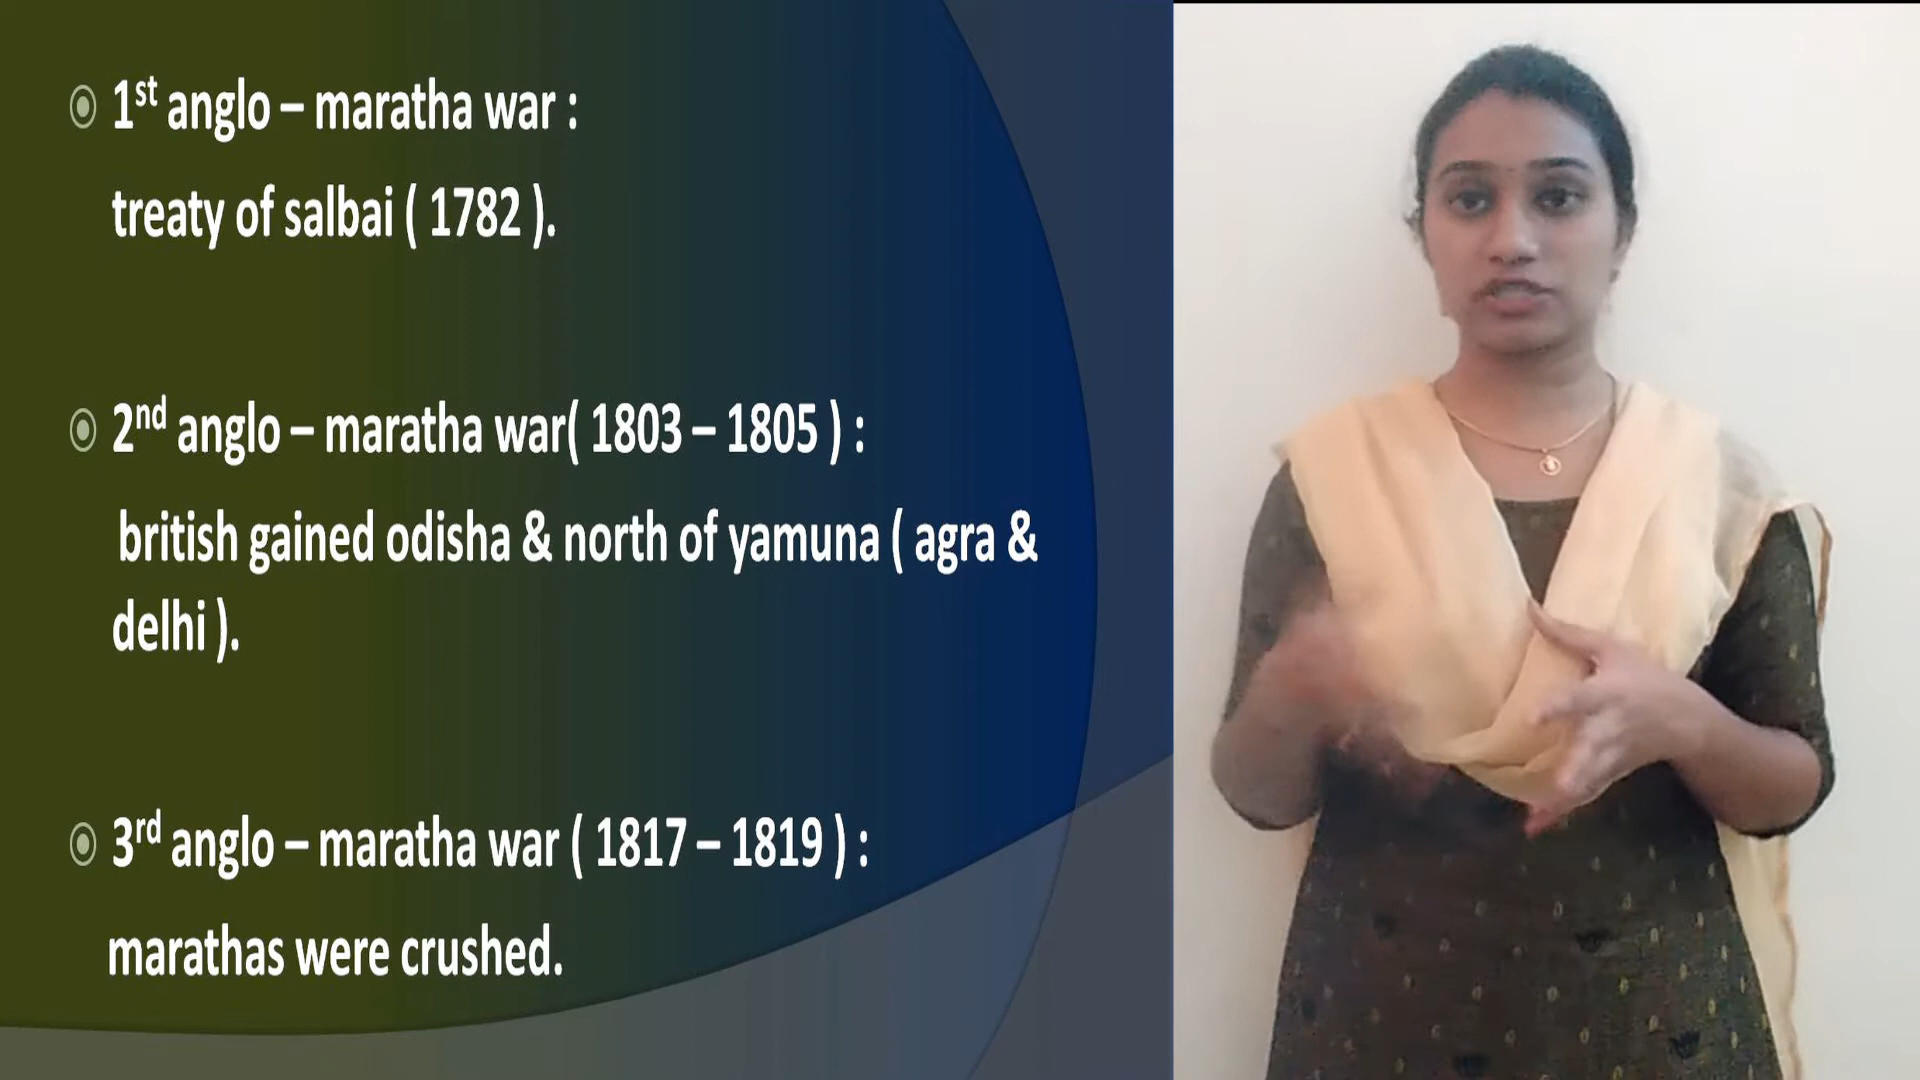 1st anglo – maratha war :
treaty of salbai ( 1782 ).
2nd anglo – maratha war( 1803 – 1805 ) :
british gained odisha & north of yamuna ( agra &
delhi ).
3rd anglo – maratha war ( 1817 – 1819 ) :
marathas were crushed.